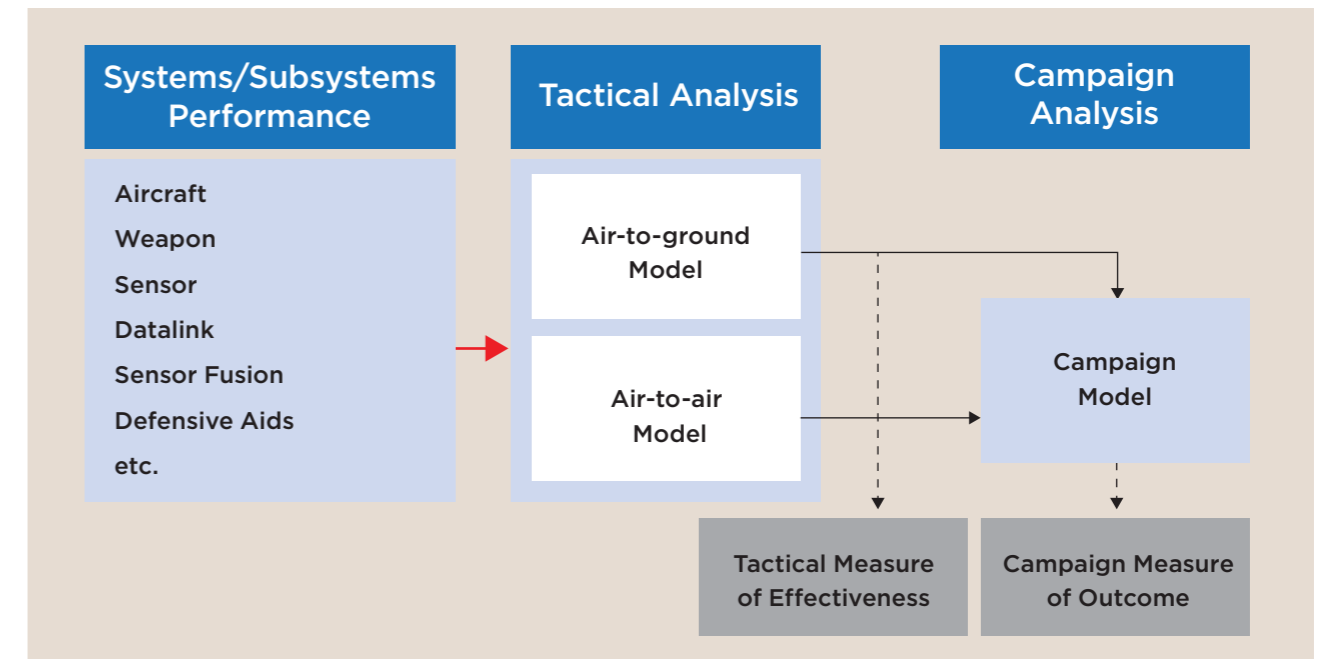 Systems/Subsystems
Performance
Aircraft
Weapon
Sensor
Datalink
Sensor Fusion
Defensive Aids
etc.
Tactical Analysis
Air-to-ground
Model
Air-to-air
Model
Campaign
Analysis
Campaign
Model
Tactical Measure
of Effectiveness
Campaign Measure
of Outcome